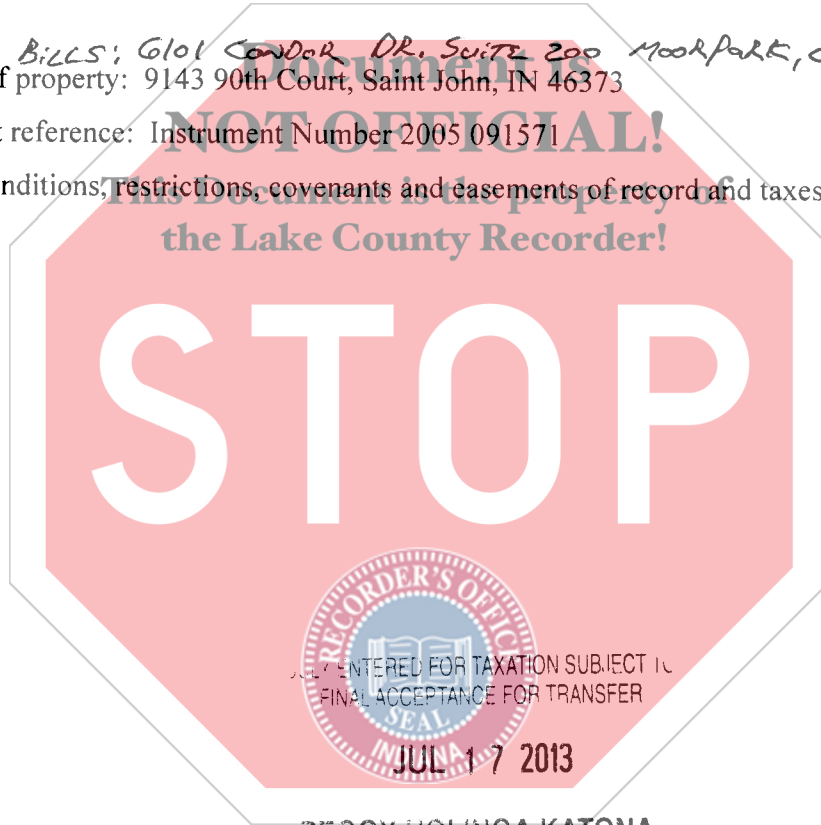 BILLS: 6101 CONDOR DR. SUITE 200 MOORPARK,
Document is
f property: 9143 90th Court, Saint John, IN 46373
NOT OFFICIAL!
t reference: Instrument Number 2005 091571
This Document is the property of
nditions, restrictions, covenants and easements of record and taxes
the Lake County Recorder!
STOP
RECORDER'S OFFICE
ENTERED FOR TAXATION SUBJECT
FINAL ACCEPTANCE FOR TRANSFER
SEAL
INDIANA
JUL 17 2013
KATONA